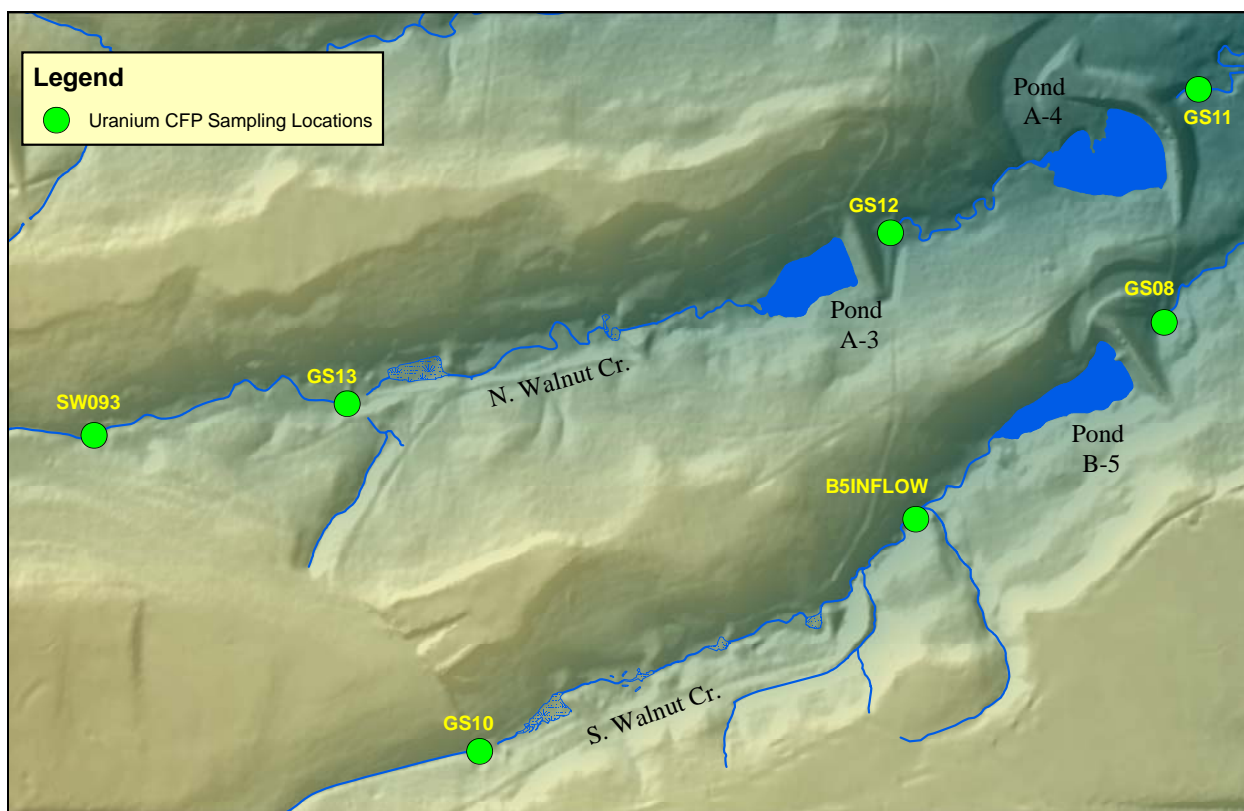 Legend
Uranium CFP Sampling Locations
Pond
A-4
GS11
GS12
GS08
Pond
A-3
GS13
N. Walnut Cr.
SW093
Pond
B-5
B5INFLOW
GS10
S. Walnut Cr.